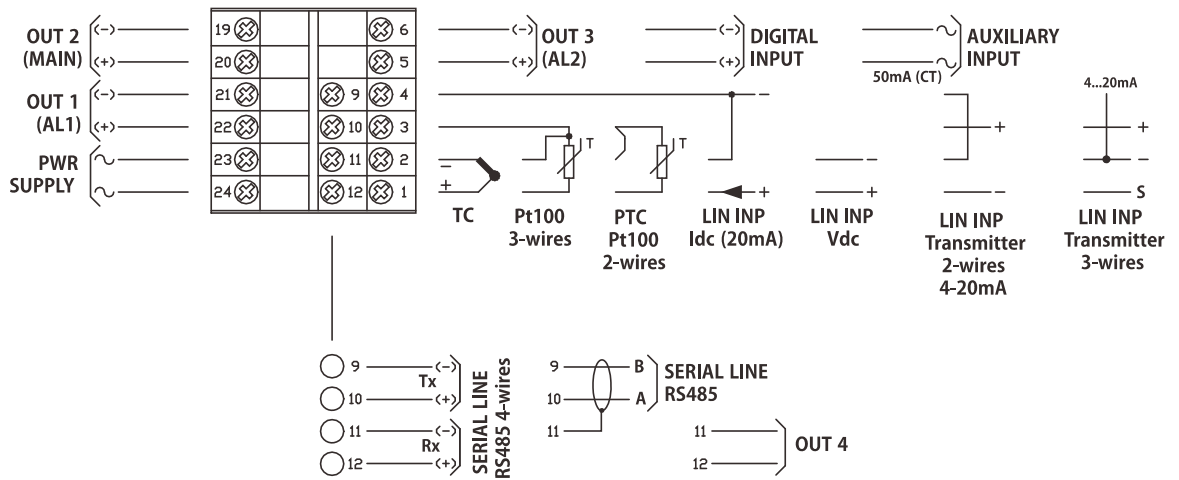 OUT 2
(MAIN)
(-)
(+)
OUT 1
(AL1)
(-)
(+)
PWR
SUPPLY
19
20
21
22
23
24
9
10
11
12
6
5
4
3
2
1
(-)
(+)
OUT 3
(AL2)
(-)
(+)
DIGITAL
INPUT
50mA (CT)
AUXILIARY
INPUT
-
+
TC
T
Pt100
3-wires
T
PTC
Pt100
2-wires
-
+
LIN INP
Idc (20mA)
-
+
LIN INP
Vdc
+
-
LIN INP
Transmitter
2-wires
4-20mA
4...20mA
+
-
S
LIN INP
Transmitter
3-wires
9
(-)
Tx
10
(+)
11
(-)
Rx
12
(+)
SERIAL LINE
RS485 4-wires
9
B
10
A
11
SERIAL LINE
RS485
11
12
OUT 4